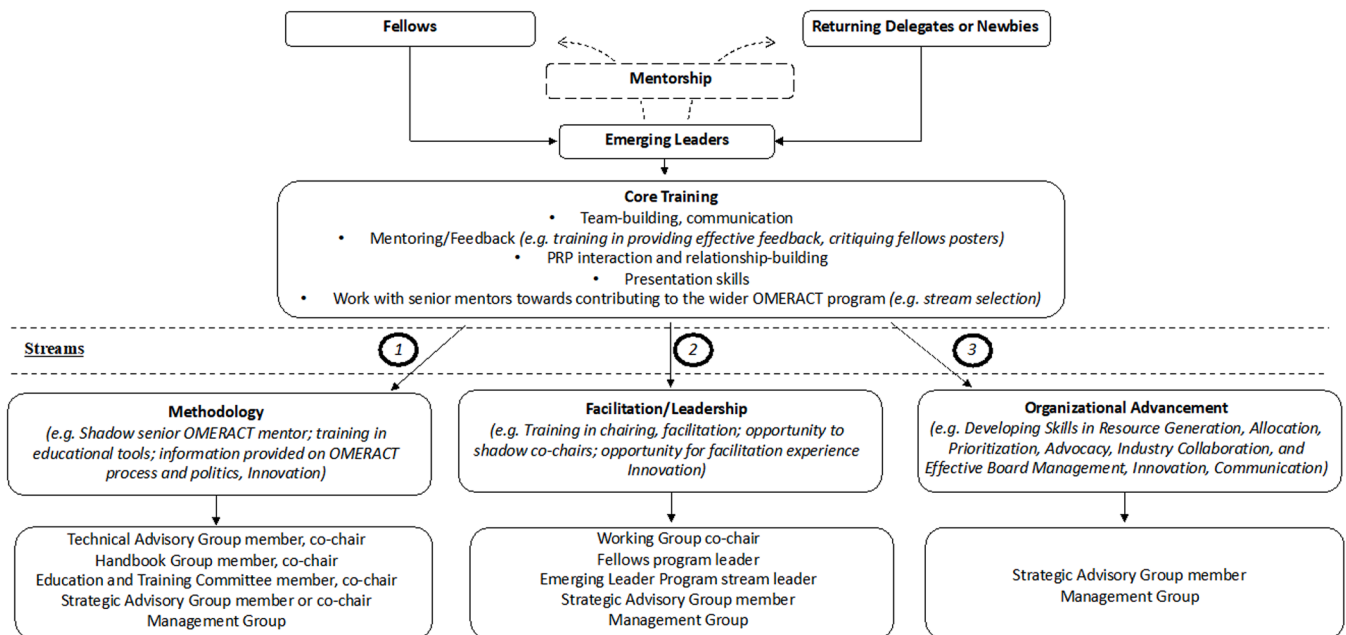 Fellows
Returning Delegates or Newbies
Mentorship
Emerging Leaders
Core Training
• Team-building, communication
• Mentoring/Feedback (e.g. training in providing effective feedback, critiquing fellows posters)
• PRP interaction and relationship-building
• Presentation skills
• Work with senior mentors towards contributing to the wider OMERACT program (e.g. stream selection)
Streams
1
2
3
Methodology
(e.g. Shadow senior OMERACT mentor; training in
educational tools; information provided on OMERACT
process and politics, Innovation)
Facilitation/Leadership
(e.g. Training in chairing, facilitation; opportunity to
shadow co-chairs; opportunity for facilitation experience
Innovation)
Organizational Advancement
(e.g. Developing Skills in Resource Generation, Allocation,
Prioritization, Advocacy, Industry Collaboration, and
Effective Board Management, Innovation, Communication)
Technical Advisory Group member, co-chair
Handbook Group member, co-chair
Education and Training Committee member, co-chair
Strategic Advisory Group member or co-chair
Management Group
Working Group co-chair
Fellows program leader
Emerging Leader Program stream leader
Strategic Advisory Group member
Management Group
Strategic Advisory Group member
Management Group